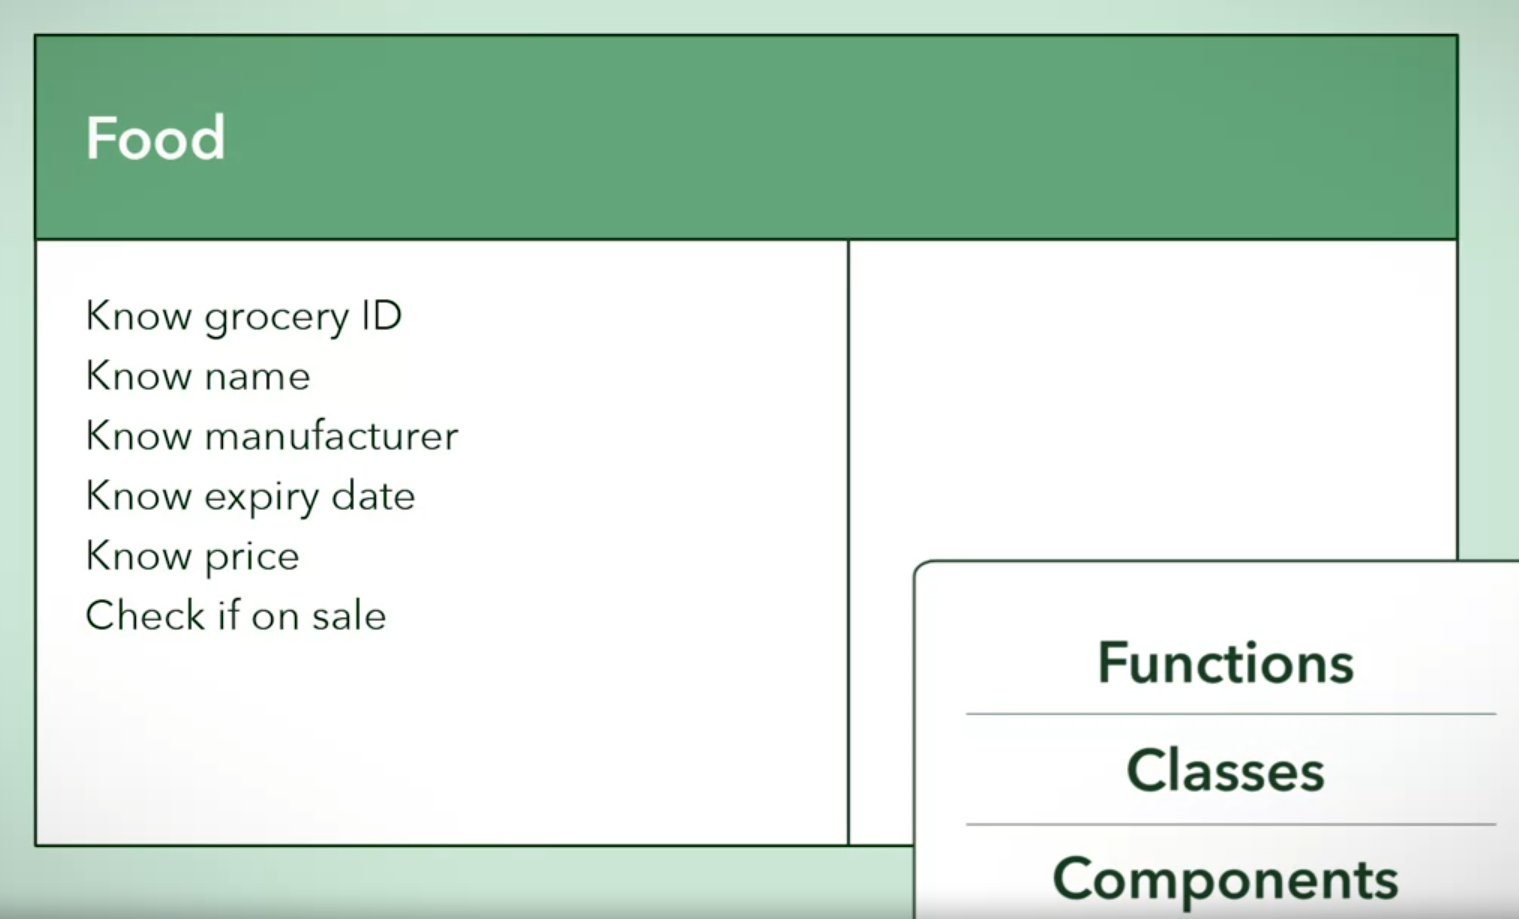 Food
Know grocery ID
Know name
Know manufacturer
Know expiry date
Know price
Check if on sale
Functions
Classes
Components